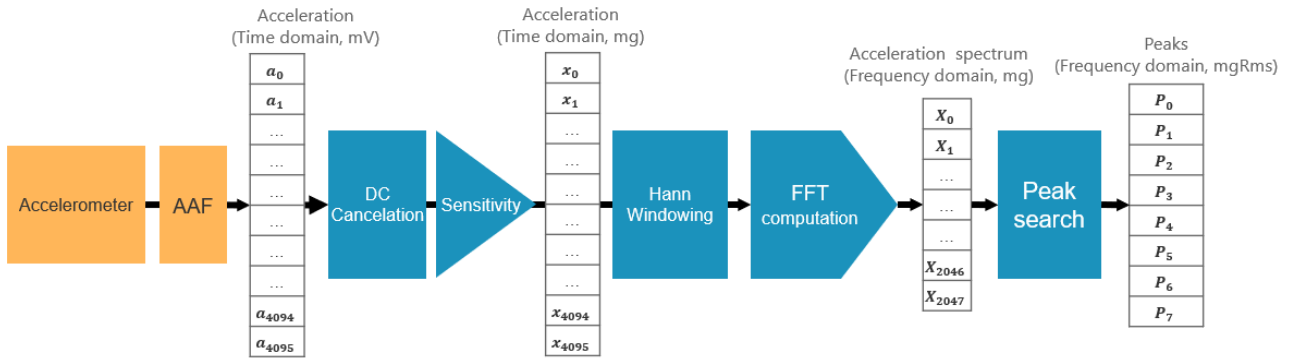 Acceleration
(Time domain, mV)
Acceleration
(Time domain, mg)
Acceleration spectrum
(Frequency domain, mg)
Peaks
(Frequency domain, mgRms)
Accelerometer
AAF
a0
a1
...
...
...
...
...
...
a4094
a4095
DC
Cancelation
Sensitivity
x0
x1
...
...
...
...
...
...
x4094
x4095
Hann
Windowing
FFT
computation
X0
X1
...
...
...
X2046
X2047
Peak
search
P0
P1
P2
P3
P4
P5
P6
P7